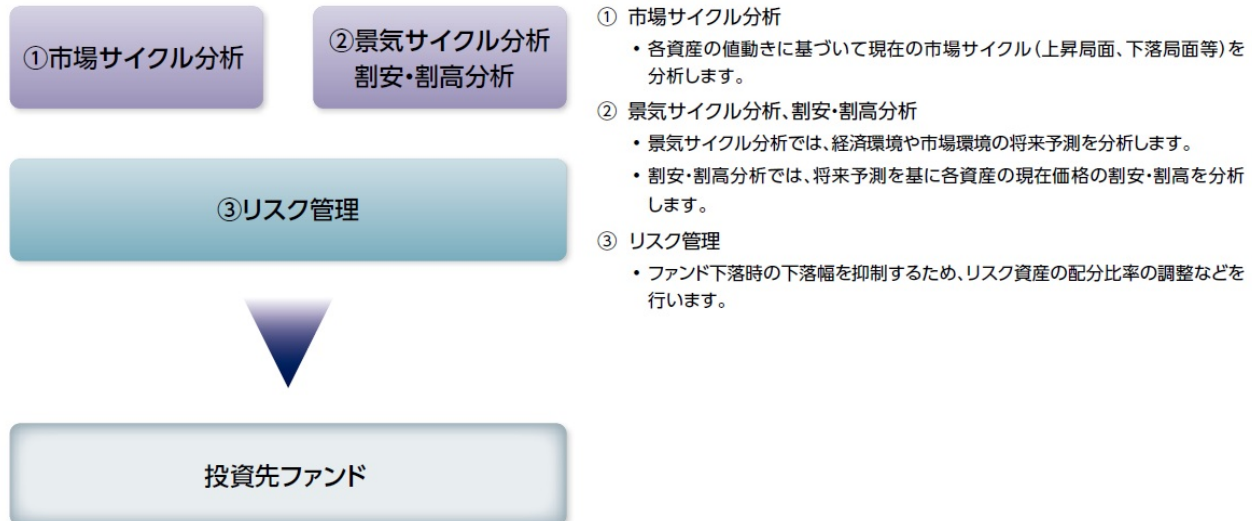 ①市場サイクル分析
②景気サイクル分析
割安・割高分析
③リスク管理
投資先ファンド
① 市場サイクル分析
• 各資産の値動きに基づいて現在の市場サイクル(上昇局面、下落局面等)を
分析します。
② 景気サイクル分析、割安・割高分析
• 景気サイクル分析では、経済環境や市場環境の将来予測を分析します。
• 割安・割高分析では、将来予測を基に各資産の現在価格の割安・割高を分析
します。
③ リスク管理
• ファンド下落時の下落幅を抑制するため、リスク資産の配分比率の調整などを
行います。